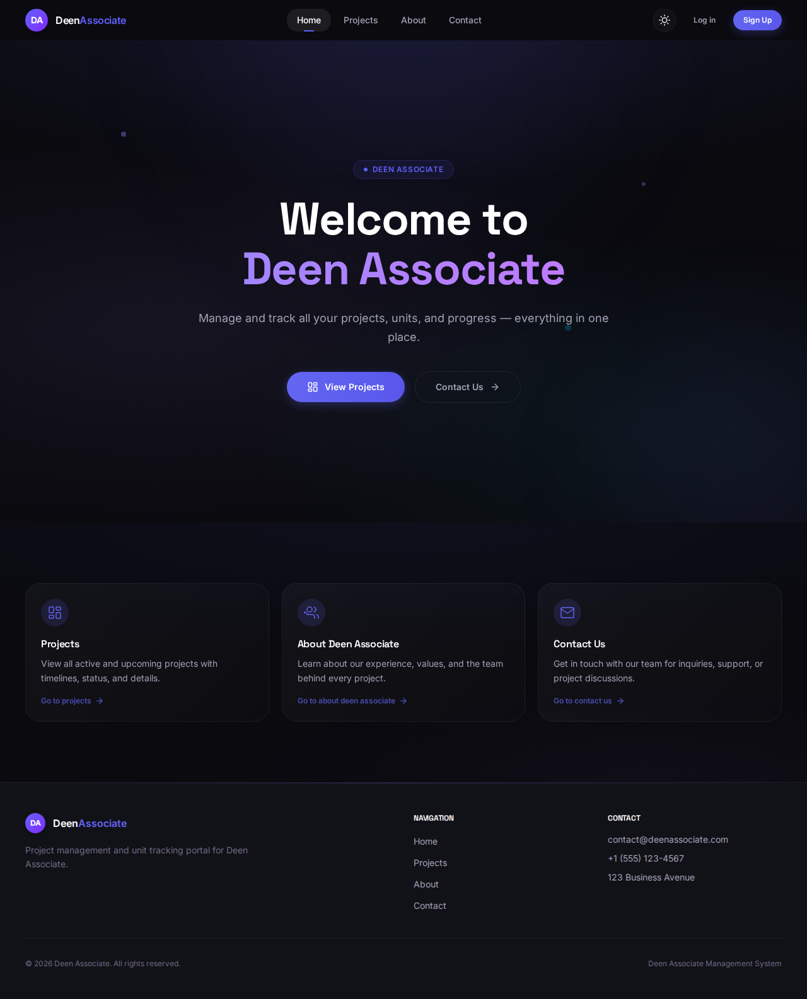 DA DeenAssociate Home Projects About Contact Log in Sign Up
DEEN ASSOCIATE
Welcome to
Deen Associate
Manage and track all your projects, units, and progress — everything in one
place.
View Projects Contact Us
Projects
View all active and upcoming projects with
timelines, status, and details.
Go to projects
About Deen Associate
Learn about our experience, values, and the team
behind every project.
Go to about deen associate
Contact Us
Get in touch with our team for inquiries, support, or
project discussions.
Go to contact us
DA DeenAssociate
Project management and unit tracking portal for Deen
Associate.
NAVIGATION
Home
Projects
About
Contact
CONTACT
contact@deenassociate.com
+1 (555) 123-4567
123 Business Avenue
© 2026 Deen Associate. All rights reserved.
Deen Associate Management System